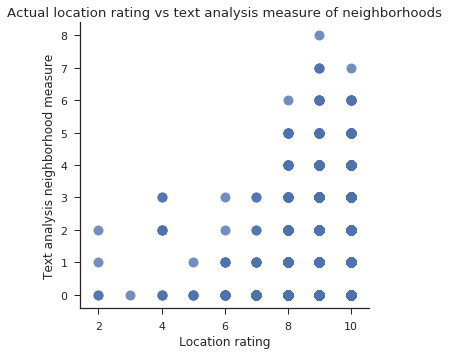 Actual location rating vs text analysis measure of neighborhoods
8
7
6
5
4
3
2
1
0
Text analysis neighborhood measure
2 4 6 8 10
Location rating